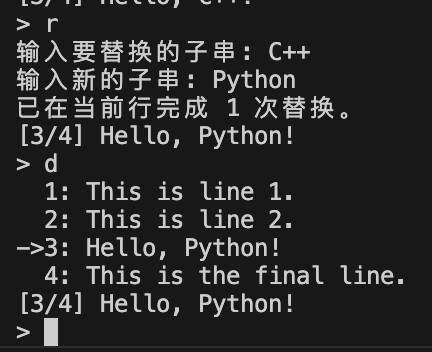 [3/4] Hello, C++!
> r
输入要替换的子串: C++
输入新的子串: Python
已在当前行完成 1 次替换。
[3/4] Hello, Python!
> d
  1: This is line 1.
  2: This is line 2.
->3: Hello, Python!
  4: This is the final line.
[3/4] Hello, Python!
>